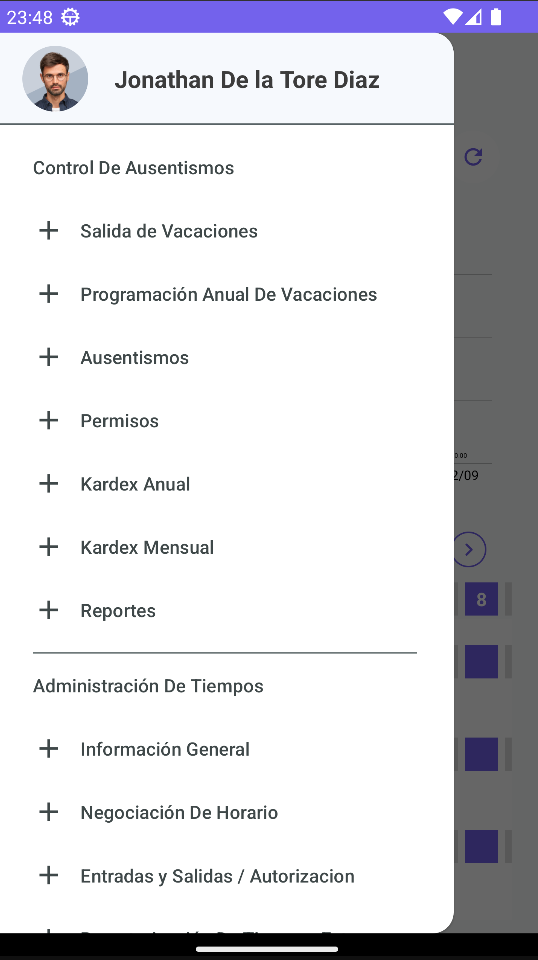 23:48
Jonathan De la Tore Diaz
Control De Ausentismos
Salida de Vacaciones
Programación Anual De Vacaciones
Ausentismos
Permisos
Kardex Anual
0.00
2/09
Kardex Mensual
8
Reportes
Administración De Tiempos
Información General
Negociación De Horario
Entradas y Salidas / Autorizacion